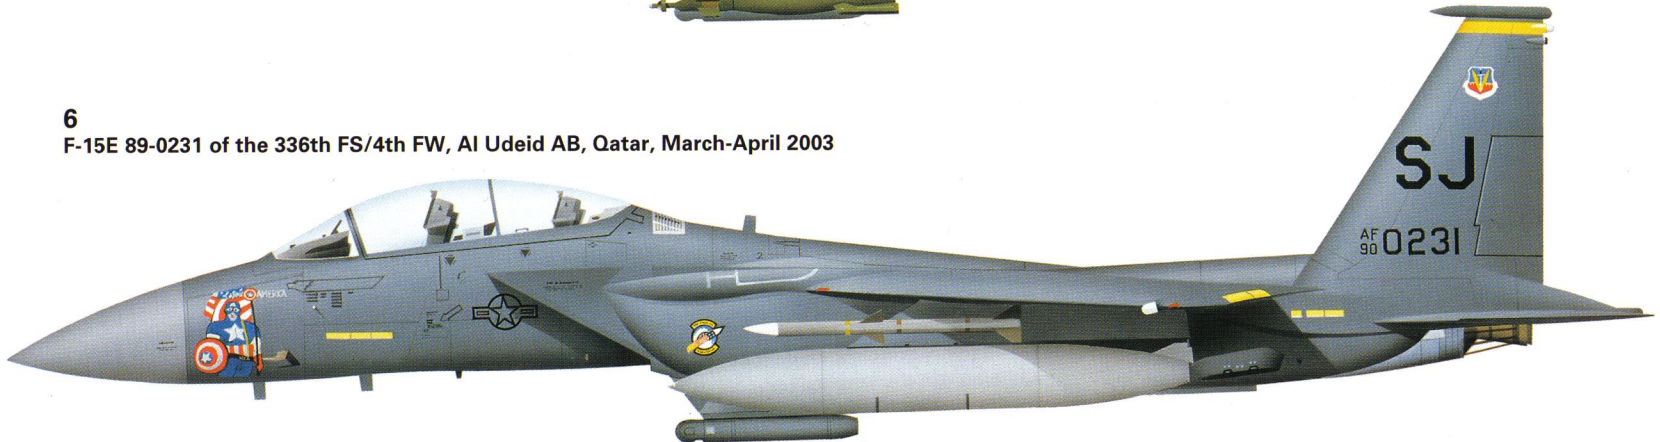 6
F-15E 89-0231 of the 336th FS/4th FW, Al Udeid AB, Qatar, March-April 2003
SJ
AF
90 0231
AMERICA
2